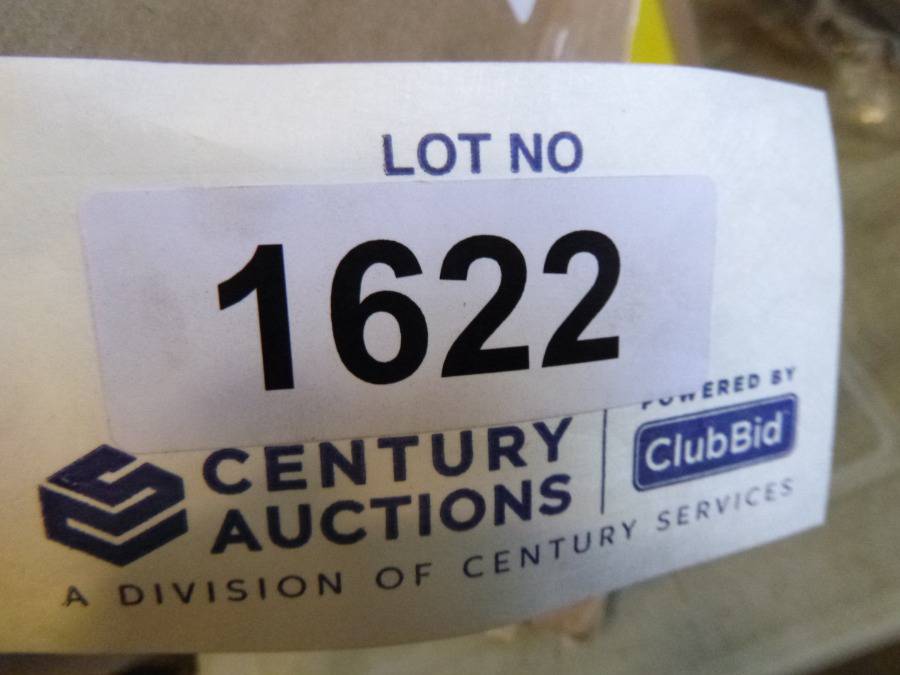 LOT NO
1622
POWERED BY
ClubBid
CENTURY
AUCTIONS
A DIVISION OF CENTURY SERVICES